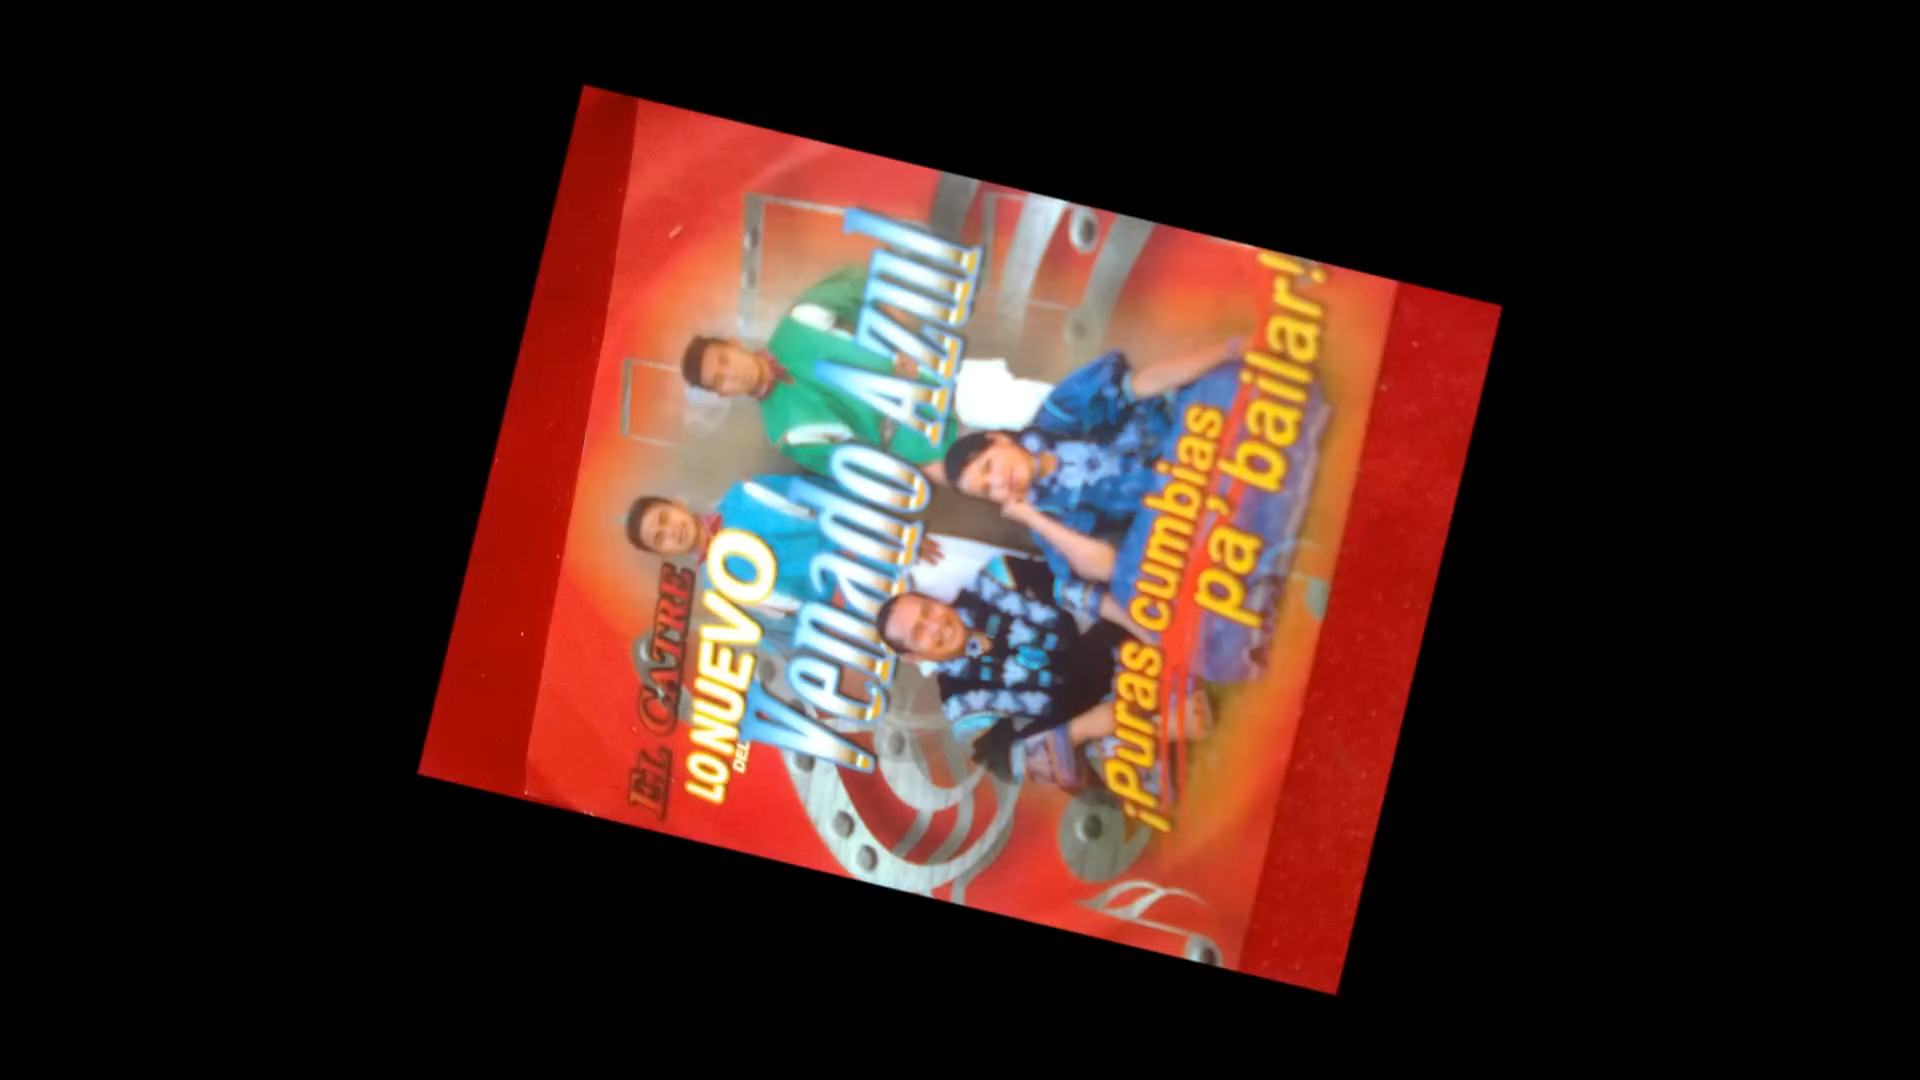 EL CATRE
LO NUEVO
DEL
Venado Azul
¡Puras cumbias
pa' bailar!